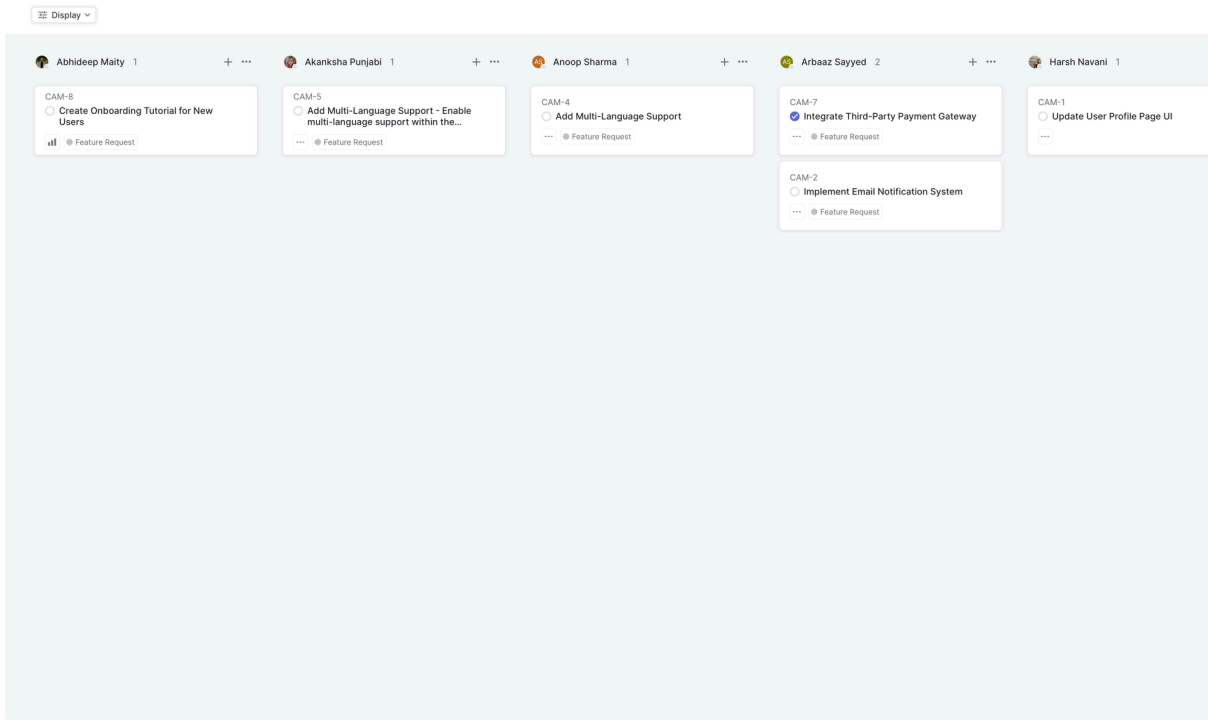 Display
Abhideep Maity 1
CAM-8
Create Onboarding Tutorial for New
Users
Feature Request
Akanksha Punjabi 1
CAM-5
Add Multi-Language Support - Enable
multi-language support within the...
Feature Request
AS Anoop Sharma 1
CAM-4
Add Multi-Language Support
Feature Request
AS Arbaaz Sayyed 2
CAM-7
Integrate Third-Party Payment Gateway
Feature Request
CAM-2
Implement Email Notification System
Feature Request
Harsh Navani 1
CAM-1
Update User Profile Page UI